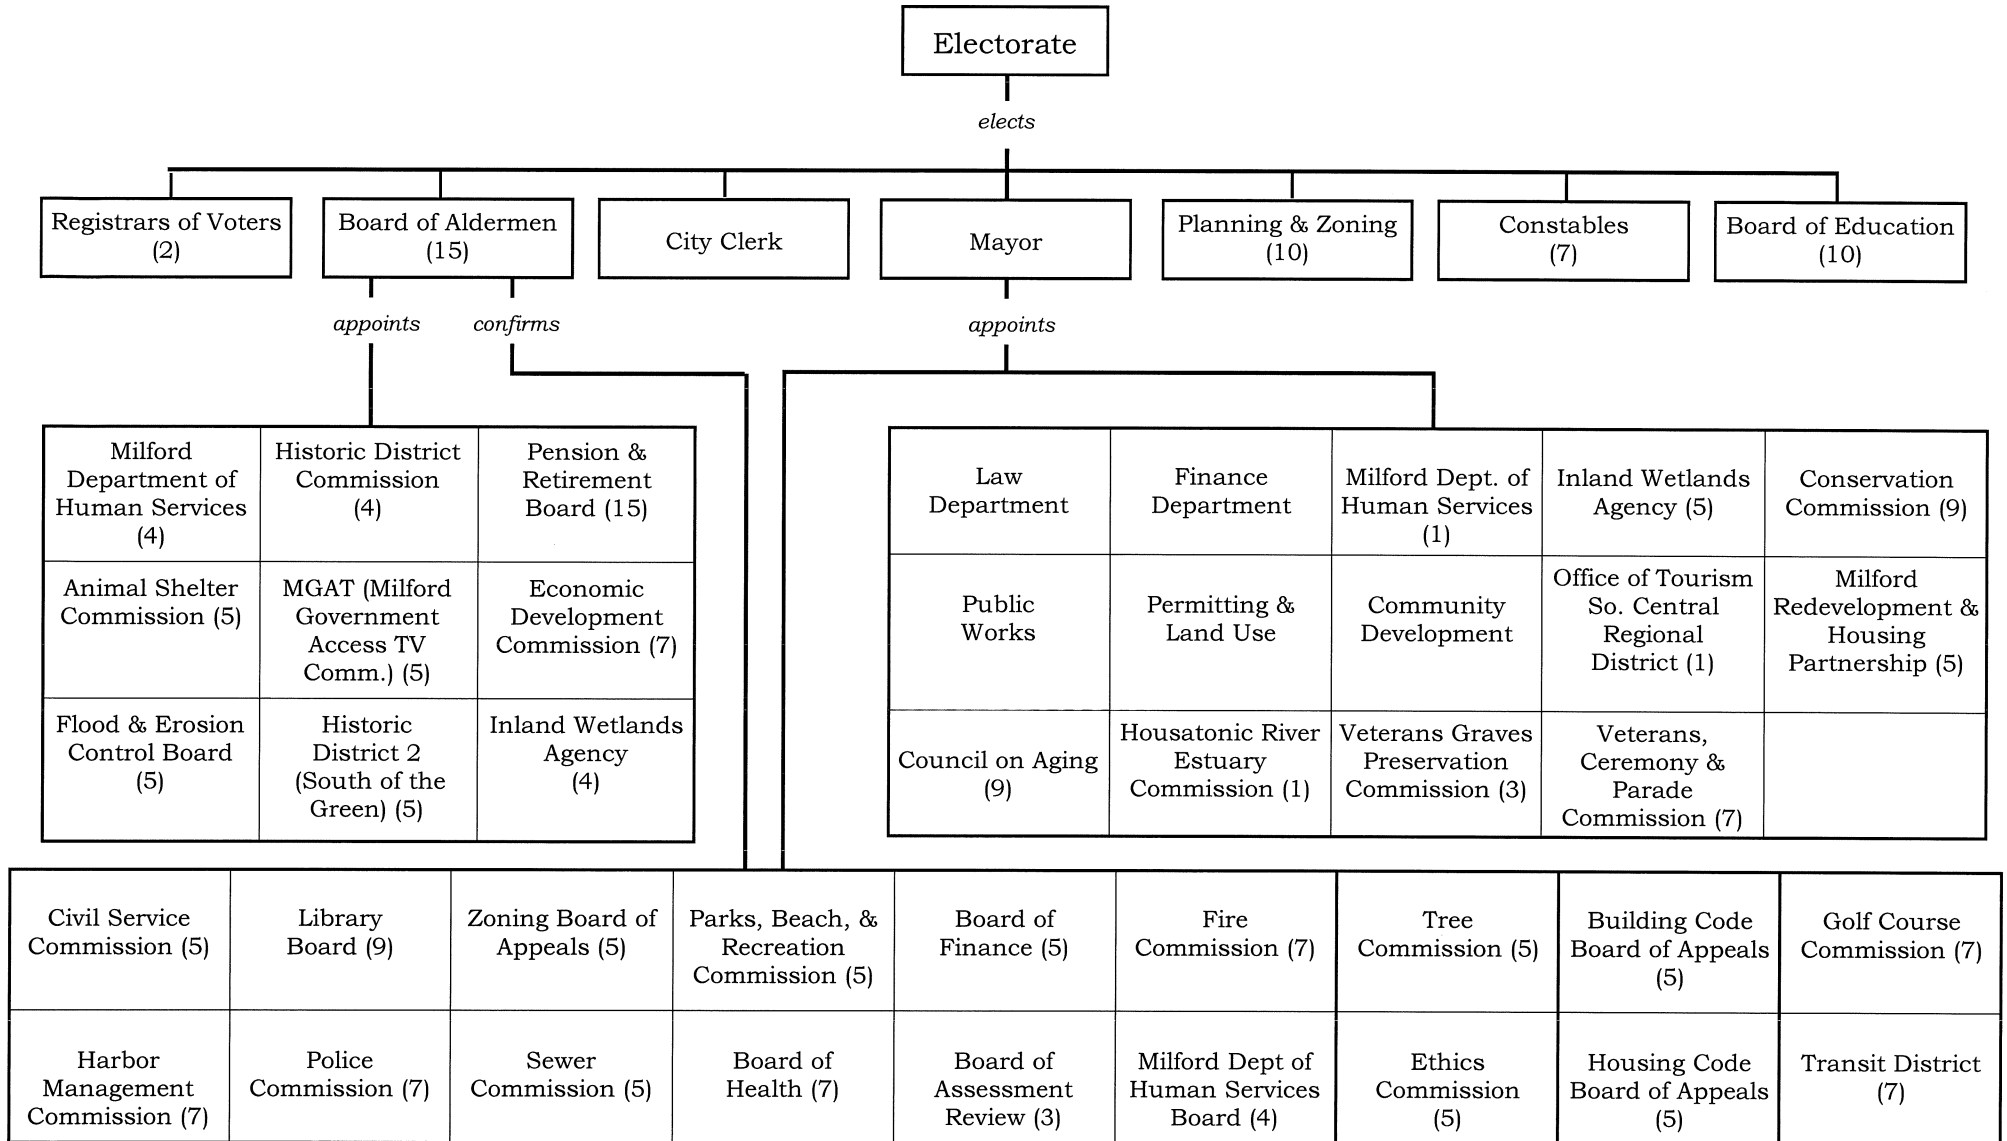 Electorate
elects
Registrars of Voters
(2)
Board of Aldermen
(15)
City Clerk
Mayor
Planning & Zoning
(10)
Constables
(7)
Board of Education
(10)
appoints
confirms
appoints
Milford
Department of
Human Services
(4)
Historic District
Commission
(4)
Pension &
Retirement
Board (15)
Animal Shelter
Commission (5)
MGAT (Milford
Government
Access TV
Comm.) (5)
Economic
Development
Commission (7)
Flood & Erosion
Control Board
(5)
Historic
District 2
(South of the
Green) (5)
Inland Wetlands
Agency
(4)
Law
Department
Finance
Department
Milford Dept. of
Human Services
(1)
Inland Wetlands
Agency (5)
Conservation
Commission (9)
Public
Works
Permitting &
Land Use
Community
Development
Office of Tourism
So. Central
Regional
District (1)
Milford
Redevelopment &
Housing
Partnership (5)
Council on Aging
(9)
Housatonic River
Estuary
Commission (1)
Veterans Graves
Preservation
Commission (3)
Veterans,
Ceremony &
Parade
Commission (7)
Civil Service
Commission (5)
Library
Board (9)
Zoning Board of
Appeals (5)
Parks, Beach, &
Recreation
Commission (5)
Board of
Finance (5)
Fire
Commission (7)
Tree
Commission (5)
Building Code
Board of Appeals
(5)
Golf Course
Commission (7)
Harbor
Management
Commission (7)
Police
Commission (7)
Sewer
Commission (5)
Board of
Health (7)
Board of
Assessment
Review (3)
Milford Dept of
Human Services
Board (4)
Ethics
Commission
(5)
Housing Code
Board of Appeals
(5)
Transit District
(7)